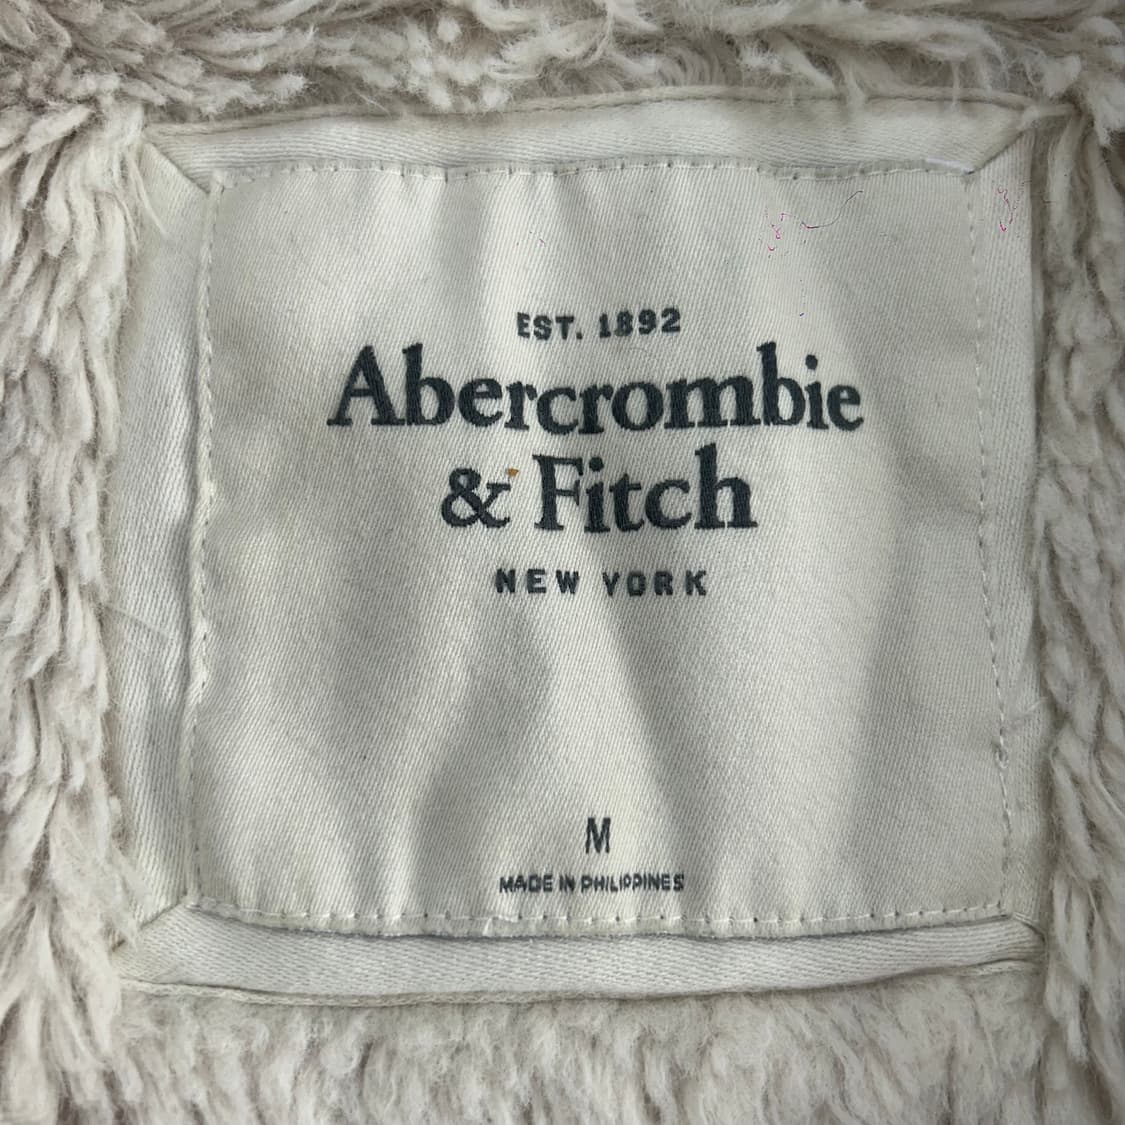 EST. 1892
Abercrombie
& Fitch
NEW YORK
M
MADE IN PHILIPPINES